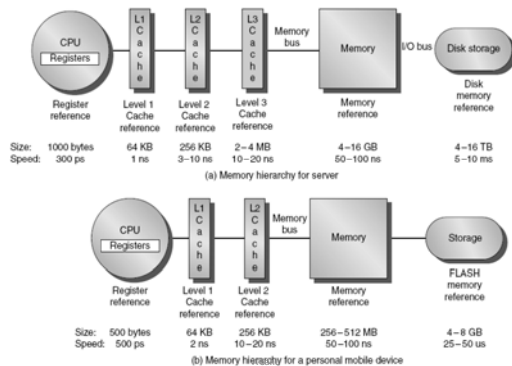 CPU
Registers
L1
Cache
L2
Cache
L3
Cache
Memory
bus
Memory
I/O bus
Disk storage
Register
reference
Level 1
Cache
reference
Level 2
Cache
reference
Level 3
Cache
reference
Memory
reference
Disk
memory
reference
Size: 1000 bytes 64 KB 256 KB 2–4 MB 4–16 GB 4–16 TB
Speed: 300 ps 1 ns 3–10 ns 10–20 ns 50–100 ns 5–10 ms
(a) Memory hierarchy for server
CPU
Registers
L1
Cache
L2
Cache
Memory
bus
Memory
Storage
Register
reference
Level 1
Cache
reference
Level 2
Cache
reference
Memory
reference
FLASH
memory
reference
Size: 500 bytes 64 KB 256 KB 256–512 MB 4–8 GB
Speed: 500 ps 2 ns 10–20 ns 50–100 ns 25–50 us
(b) Memory hierarchy for a personal mobile device